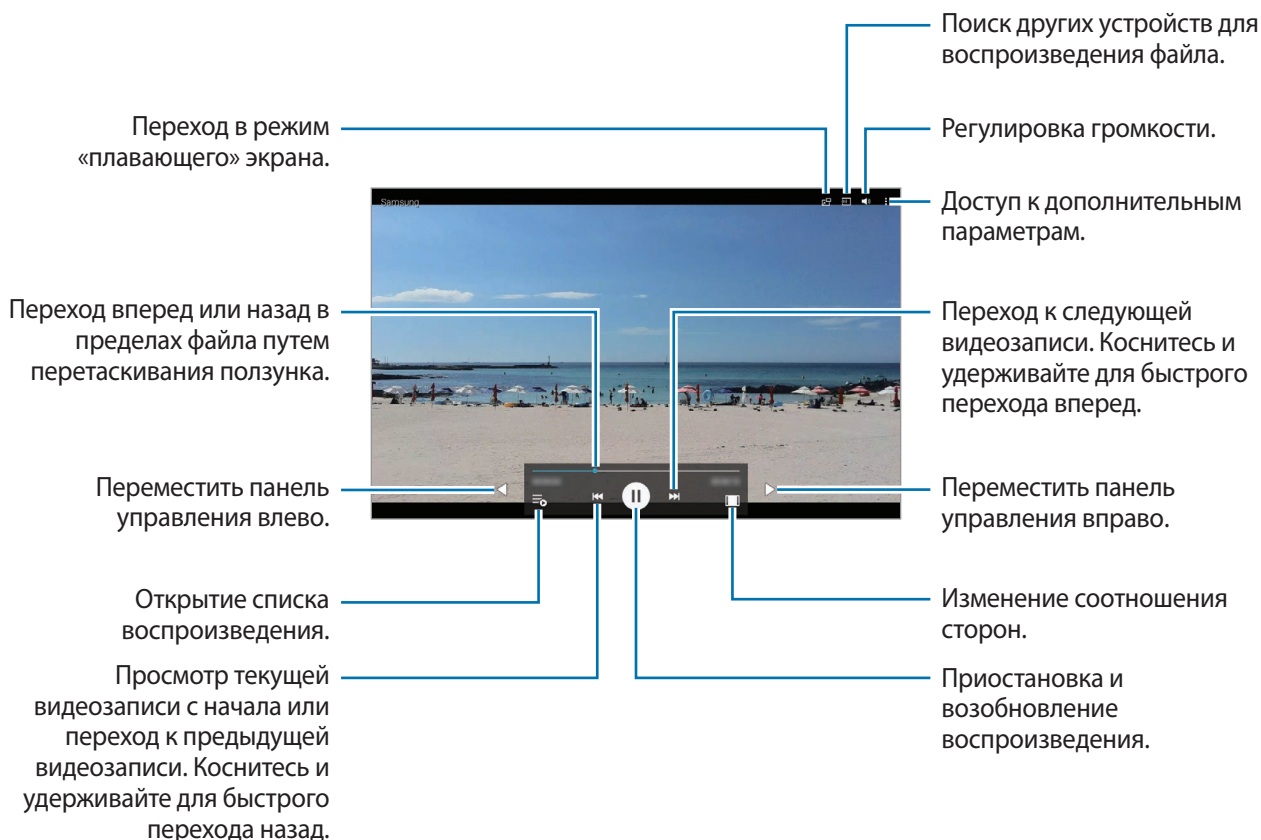 Поиск других устройств для
воспроизведения файла.
Переход в режим
«плавающего» экрана.
Регулировка громкости.
Samsung
Доступ к дополнительным
параметрам.
Переход вперед или назад в
пределах файла путем
перетаскивания ползунка.
Переход к следующей
видеозаписи. Коснитесь и
удерживайте для быстрого
перехода вперед.
Переместить панель
управления влево.
Переместить панель
управления вправо.
Открытие списка
воспроизведения.
Изменение соотношения
сторон.
Просмотр текущей
видеозаписи с начала или
переход к предыдущей
видеозаписи. Коснитесь и
удерживайте для быстрого
перехода назад.
Приостановка и
возобновление
воспроизведения.